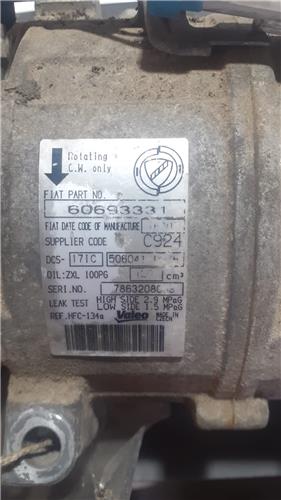 Rotating
C.W. only
FIAT PART NO.
60693331
FIAT DATE CODE OF MANUFACTURE
SUPPLIER CODE C924
DCS- 171C 506041
OIL:ZXL 100PG cm³
SERI.NO.
LEAK TEST HIGH SIDE 2.9 MPaG
LOW SIDE 1.5 MPaG
REF.HFC-134a Valeo MADE IN CZECH